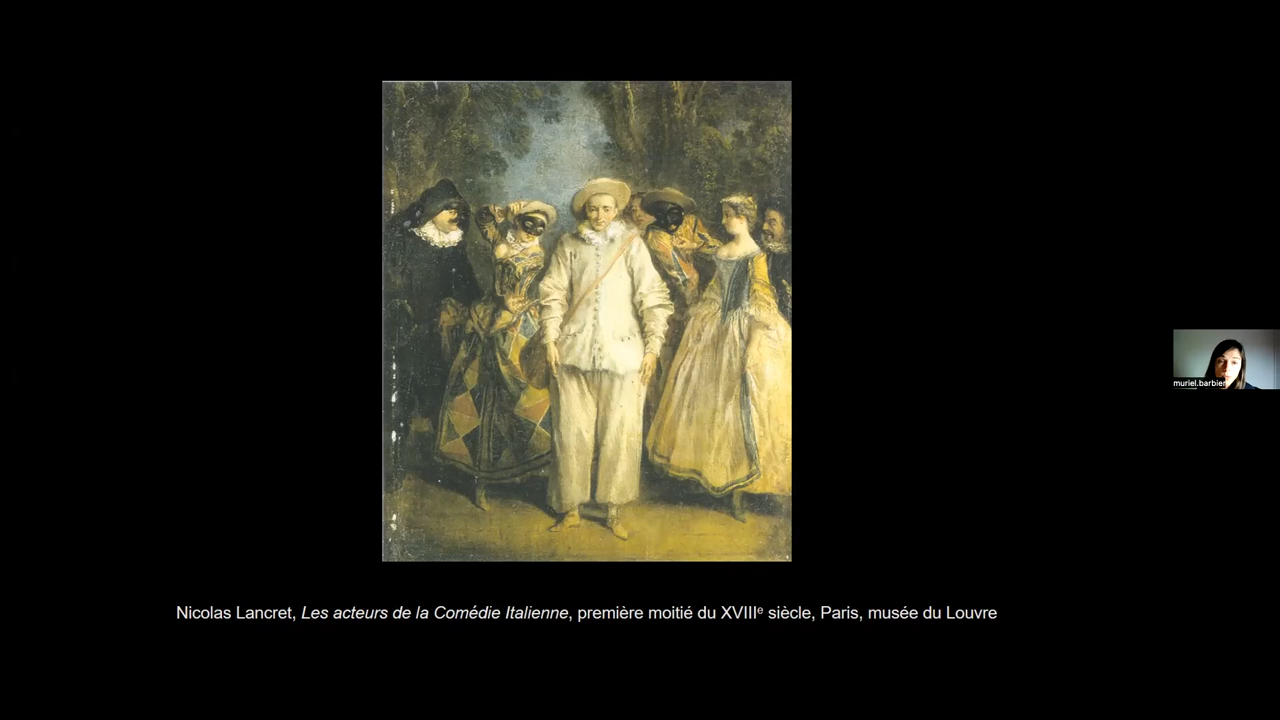 Nicolas Lancret, Les acteurs de la Comédie Italienne, première moitié du XVIIIe siècle, Paris, musée du Louvre
muriel.barbier